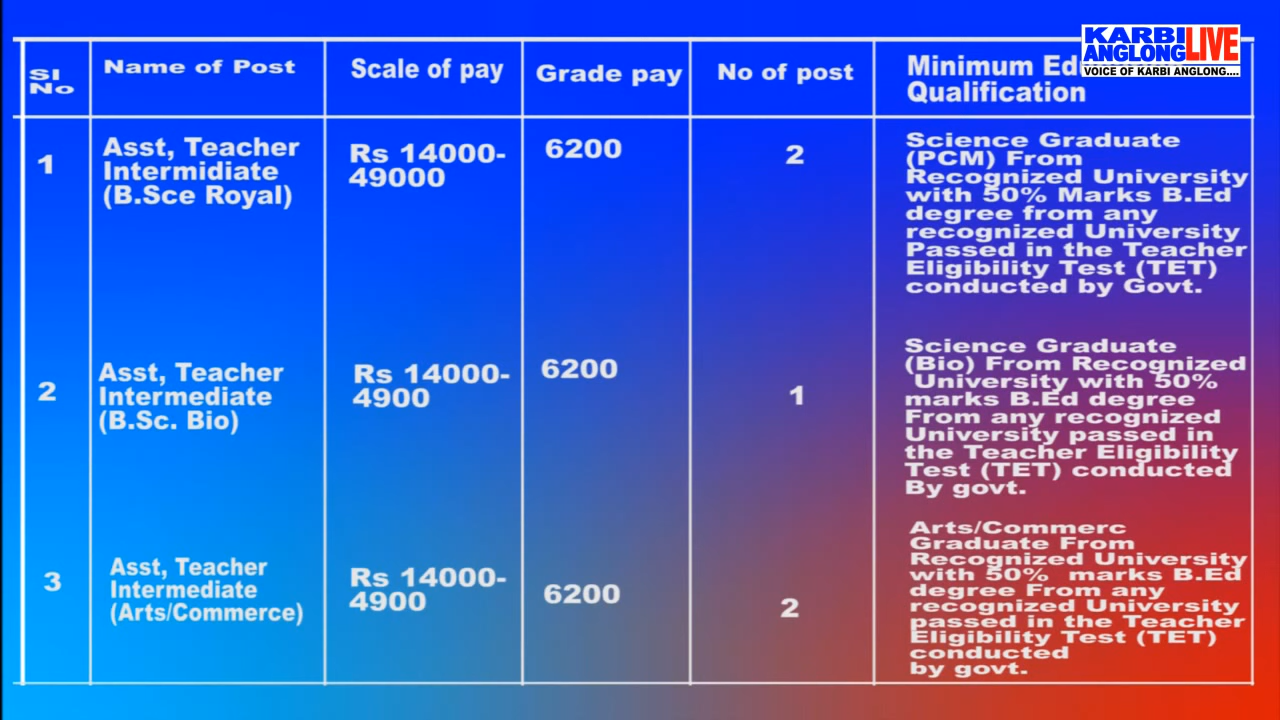 KARBI
ANGLONG
LIVE
VOICE OF KARBI ANGLONG....
Sl
No
Name of Post
Scale of pay
Grade pay
No of post
Minimum
Qualification
1
Asst, Teacher
Intermidiate
(B.Sce Royal)
Rs 14000-
49000
6200
2
Science Graduate
(PCM) From
Recognized University
with 50% Marks B.Ed
degree from any
recognized University
Passed in the Teacher
Eligibility Test (TET)
conducted by Govt.
2
Asst, Teacher
Intermediate
(B.Sc. Bio)
Rs 14000-
4900
6200
1
Science Graduate
(Bio) From Recognized
University with 50%
marks B.Ed degree
From any recognized
University passed in
the Teacher Eligibility
Test (TET) conducted
By govt.
3
Asst, Teacher
Intermediate
(Arts/Commerce)
Rs 14000-
4900
6200
2
Arts/Commerc
Graduate From
Recognized University
with 50% marks B.Ed
degree From any
recognized University
passed in the Teacher
Eligibility Test (TET)
conducted
by govt.